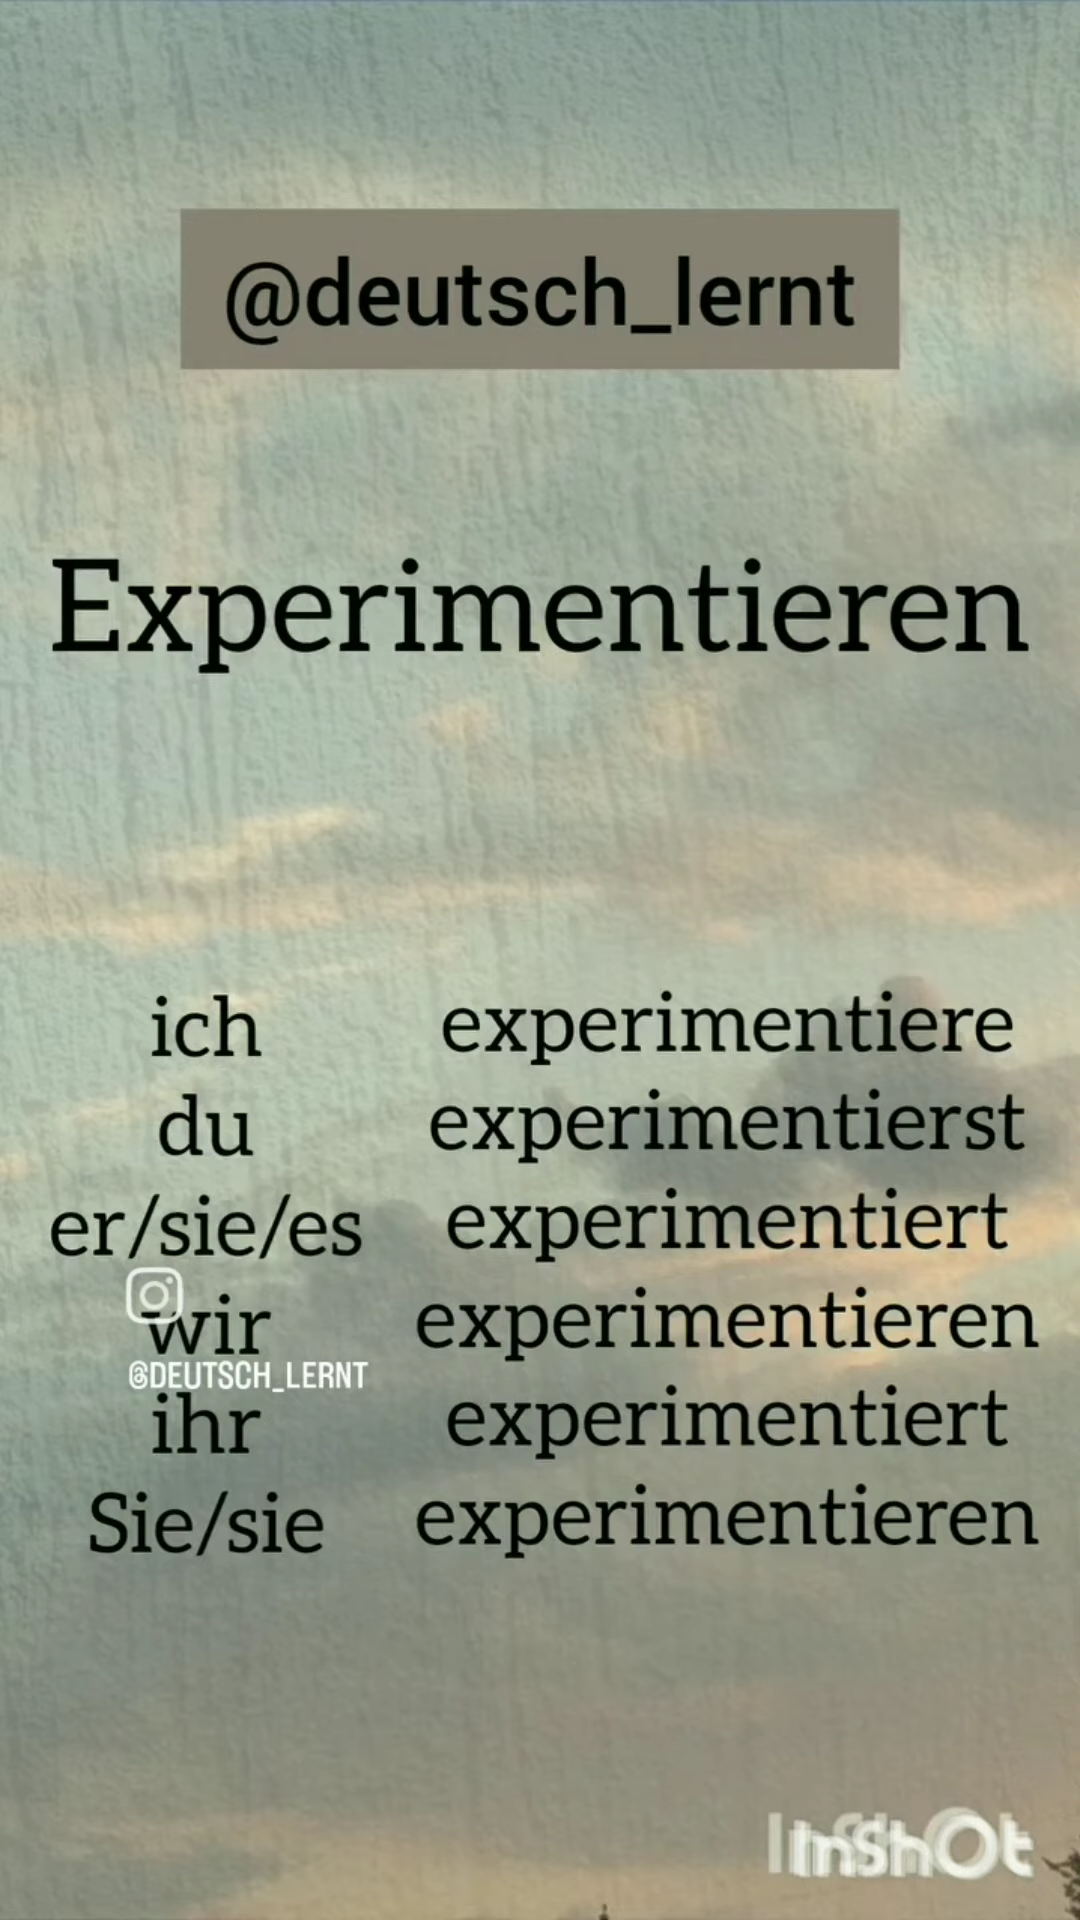 @deutsch_lernt
Experimentieren
ich experimentiere
du experimentierst
er/sie/es experimentiert
wir experimentieren
@DEUTSCH_LERNT
ihr experimentiert
Sie/sie experimentieren
InShOt